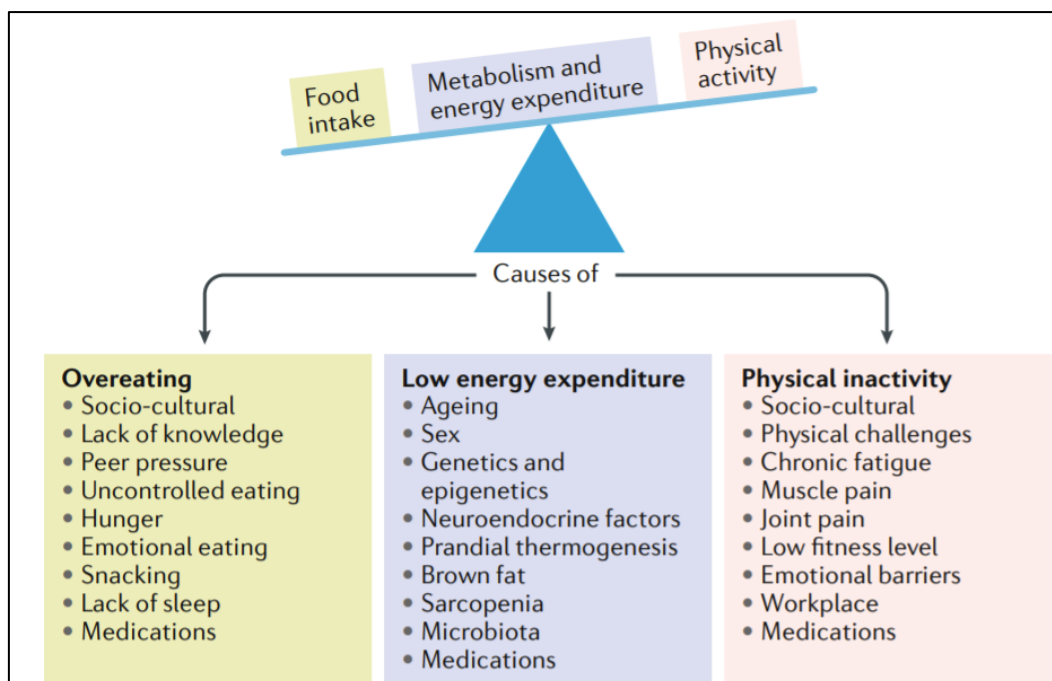 Food
intake
Metabolism and
energy expenditure
Physical
activity
Causes of
Overeating
• Socio-cultural
• Lack of knowledge
• Peer pressure
• Uncontrolled eating
• Hunger
• Emotional eating
• Snacking
• Lack of sleep
• Medications
Low energy expenditure
• Ageing
• Sex
• Genetics and
epigenetics
• Neuroendocrine factors
• Prandial thermogenesis
• Brown fat
• Sarcopenia
• Microbiota
• Medications
Physical inactivity
• Socio-cultural
• Physical challenges
• Chronic fatigue
• Muscle pain
• Joint pain
• Low fitness level
• Emotional barriers
• Workplace
• Medications